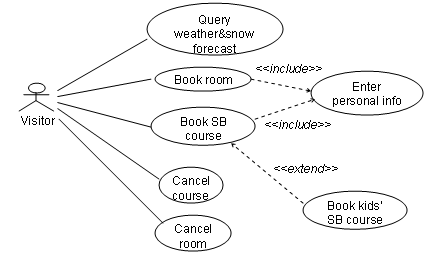 Query
weather&snow
forecast
<<include>>
Book room
Enter
personal info
Visitor
Book SB
course
<<include>>
<<extend>>
Cancel
course
Book kids'
SB course
Cancel
room